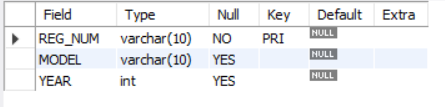 Field Type Null Key Default Extra
REG_NUM varchar(10) NO PRI NULL
MODEL varchar(10) YES NULL
YEAR int YES NULL